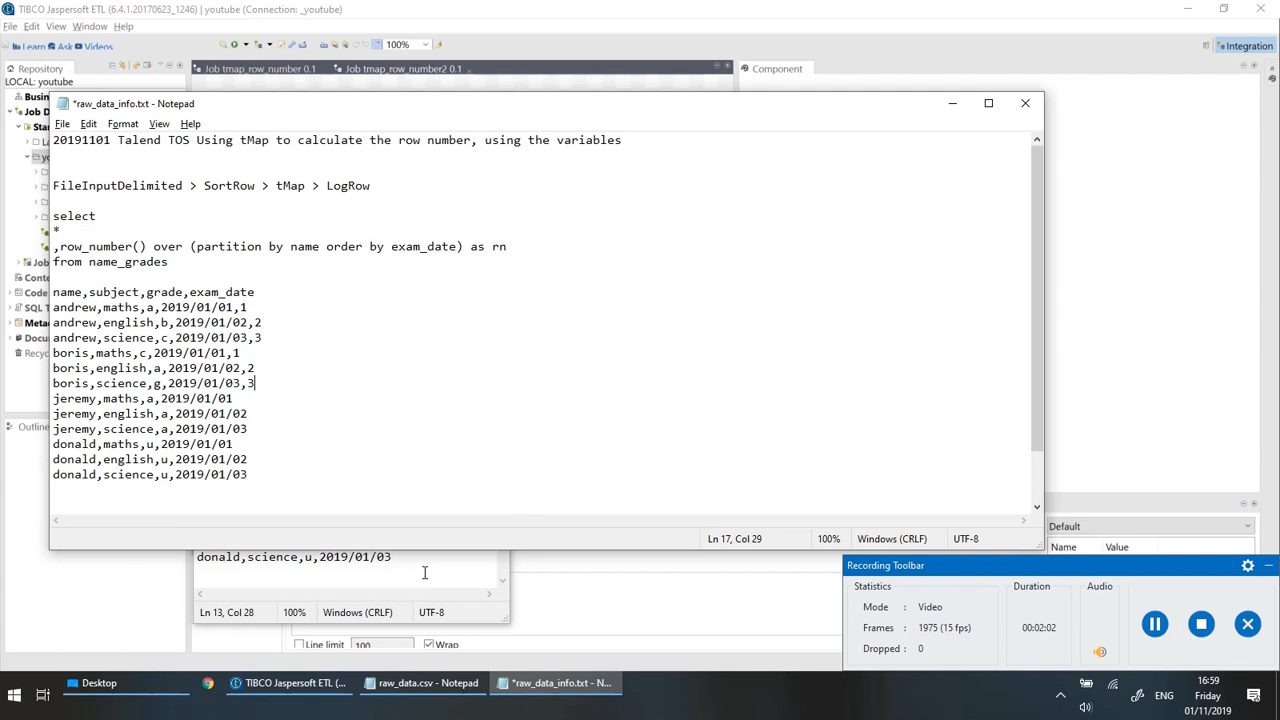 TIBCO Jaspersoft ETL (6.4.1.20170623_1246) | youtube (Connection: _youtube)
File Edit View Window Help
Learn Ask Videos
100%
Integration
Repository
LOCAL: youtube
Job tmap_row_number 0.1
Job tmap_row_number2 0.1
Component
*raw_data_info.txt - Notepad
File Edit Format View Help
20191101 Talend TOS Using tMap to calculate the row number, using the variables
FileInputDelimited > SortRow > tMap > LogRow
select
*
,row_number() over (partition by name order by exam_date) as rn
from name_grades
name,subject,grade,exam_date
andrew,maths,a,2019/01/01,1
andrew,english,b,2019/01/02,2
andrew,science,c,2019/01/03,3
boris,maths,c,2019/01/01,1
boris,english,a,2019/01/02,2
boris,science,g,2019/01/03,3
jeremy,maths,a,2019/01/01
jeremy,english,a,2019/01/02
jeremy,science,a,2019/01/03
donald,maths,u,2019/01/01
donald,english,u,2019/01/02
donald,science,u,2019/01/03
Ln 17, Col 29 100% Windows (CRLF) UTF-8
Busin
Job D
Star
Job
Cont
Code
SQL T
Meta
Docu
Recyc
Outline
donald,science,u,2019/01/03
Ln 13, Col 28 100% Windows (CRLF) UTF-8
Line limit 100 Wrap
Default
Name Value
Recording Toolbar
Statistics Duration Audio
Mode : Video
Frames : 1975 (15 fps) 00:02:02
Dropped : 0
Desktop
TIBCO Jaspersoft ETL (...
raw_data.csv - Notepad
*raw_data_info.txt - N...
ENG
16:59
Friday
01/11/2019